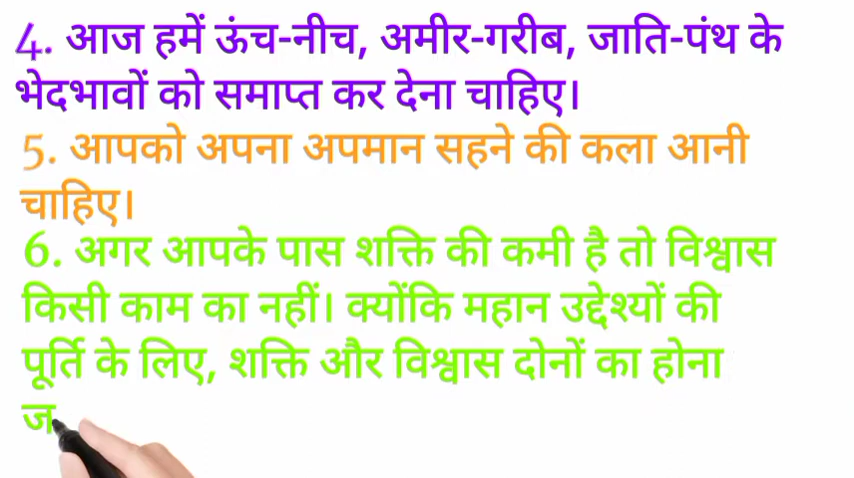 4. आज हमें ऊंच-नीच, अमीर-गरीब, जाति-पंथ के
भेदभावों को समाप्त कर देना चाहिए।
5. आपको अपना अपमान सहने की कला आनी
चाहिए।
6. अगर आपके पास शक्ति की कमी है तो विश्वास
किसी काम का नहीं। क्योंकि महान उद्देश्यों की
पूर्ति के लिए, शक्ति और विश्वास दोनों का होना
ज